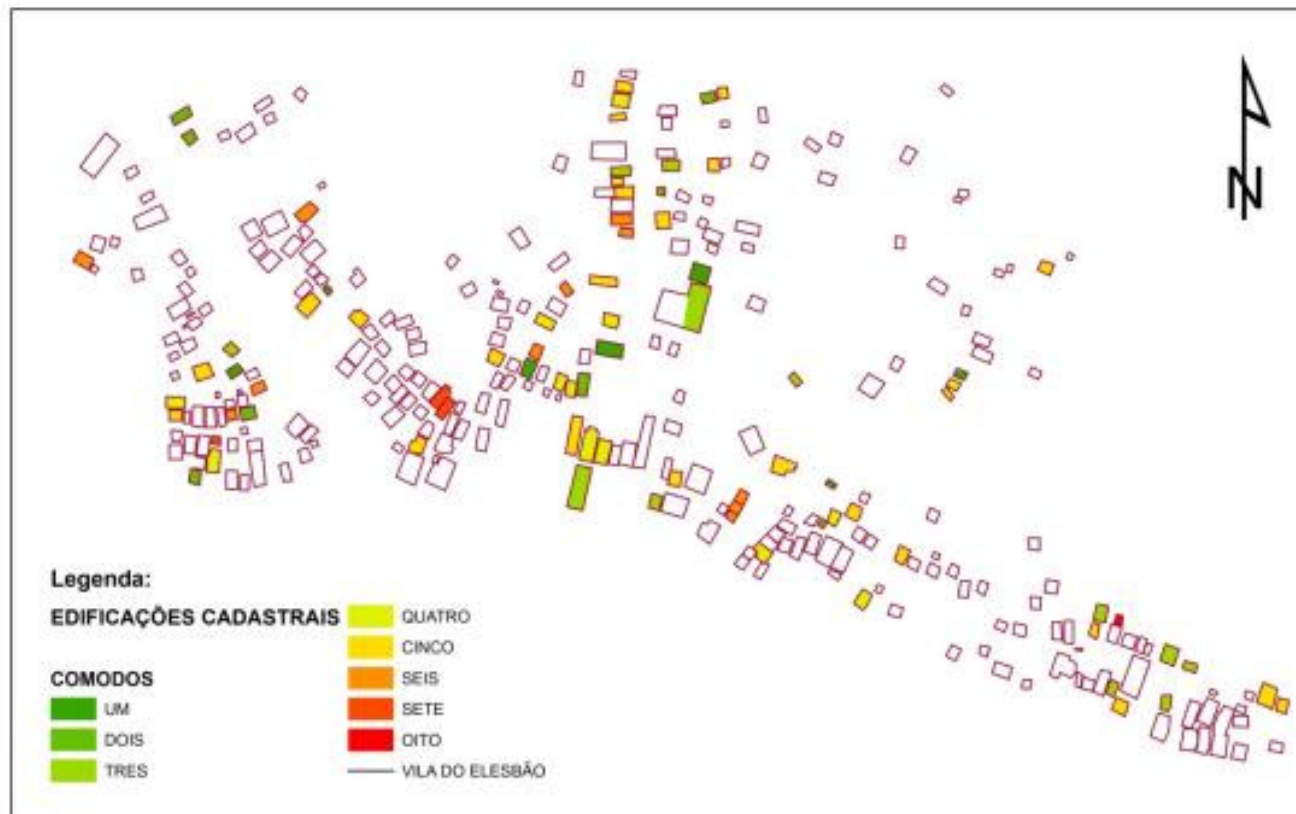 N
Legenda:
EDIFICAÇÕES CADASTRAIS
COMODOS
UM
DOIS
TRES
QUATRO
CINCO
SEIS
SETE
OITO
VILA DO ELESBÃO